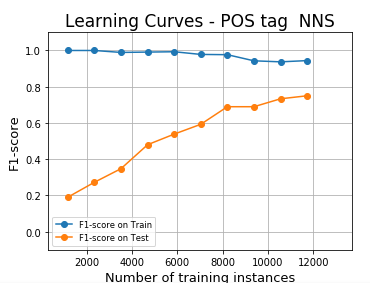 Learning Curves - POS tag NNS
F1-score
1.0
0.8
0.6
0.4
0.2
0.0
F1-score on Train
F1-score on Test
2000 4000 6000 8000 10000 12000
Number of training instances